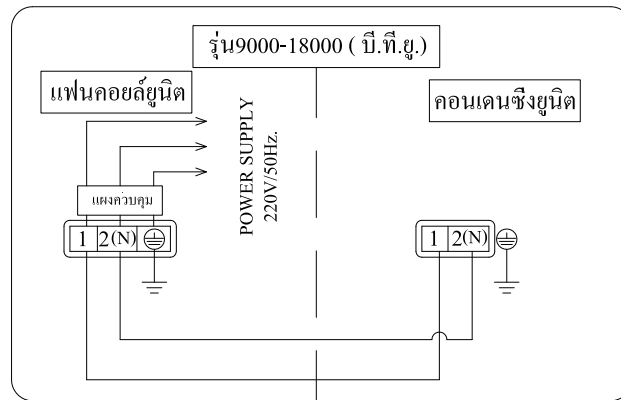 รุ่น9000-18000 ( บี.ที.ยู.)
แฟนคอยล์ยูนิต
คอนเดนซิ่งยูนิต
POWER SUPPLY
220V/50Hz.
แผงควบคุม
1 2(N)
1 2(N)